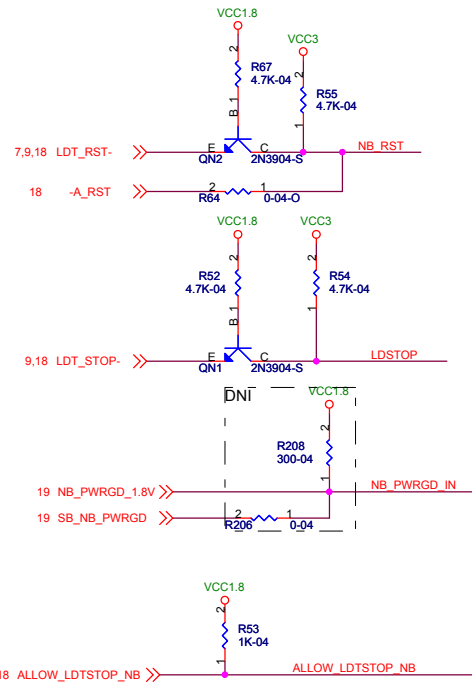 VCC1.8
VCC3
2
R67
4.7K-04
2
R55
4.7K-04
B 1
1
7,9,18 LDT_RST- E C NB_RST
QN2 2N3904-S
18 -A_RST 2 1
R64 0-04-O
VCC1.8 VCC3
2 2
R52 R54
4.7K-04 4.7K-04
B 1 1
9,18 LDT_STOP- E C LDSTOP
QN1 2N3904-S
DNI VCC1.8
2
R208
300-04
1
19 NB_PWRGD_1.8V NB_PWRGD_IN
19 SB_NB_PWRGD 2 1
R206 0-04
VCC1.8
2
R53
1K-04
1
18 ALLOW_LDTSTOP_NB ALLOW_LDTSTOP_NB